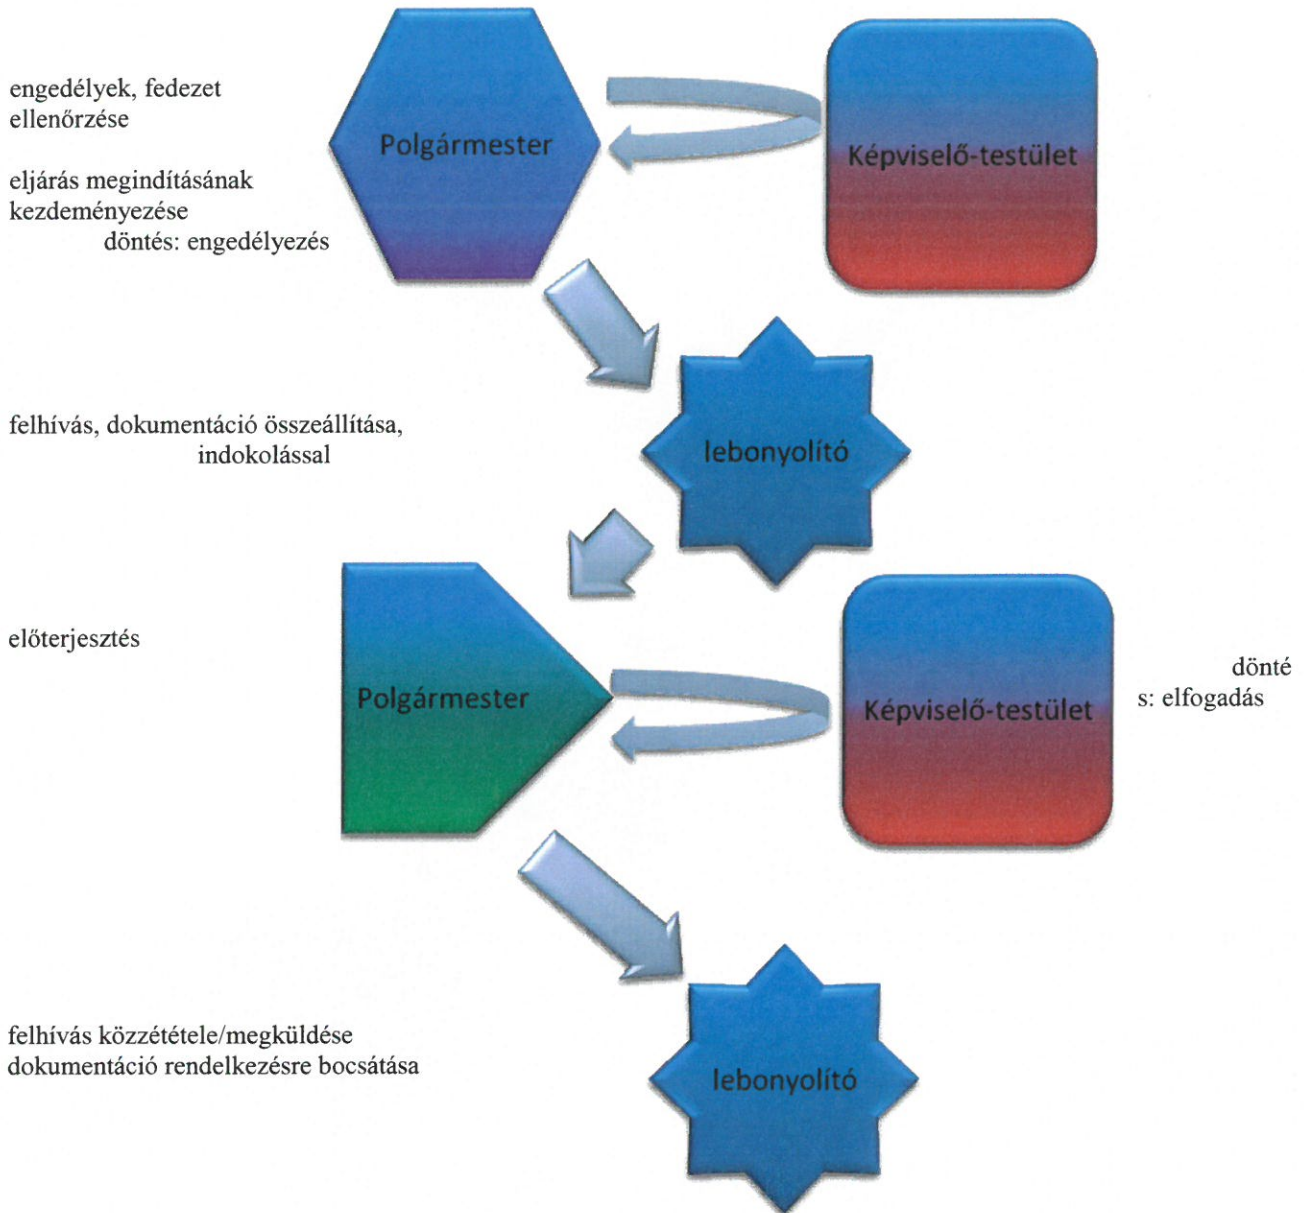 engedélyek, fedezet
ellenőrzése
Polgármester
Képviselő-testület
eljárás megindításának
kezdeményezése
döntés: engedélyezés
felhívás, dokumentáció összeállítása,
indokolással
lebonyolító
előterjesztés
Polgármester
Képviselő-testület
dönté
s: elfogadás
felhívás közzététele/megküldése
dokumentáció rendelkezésre bocsátása
lebonyolító